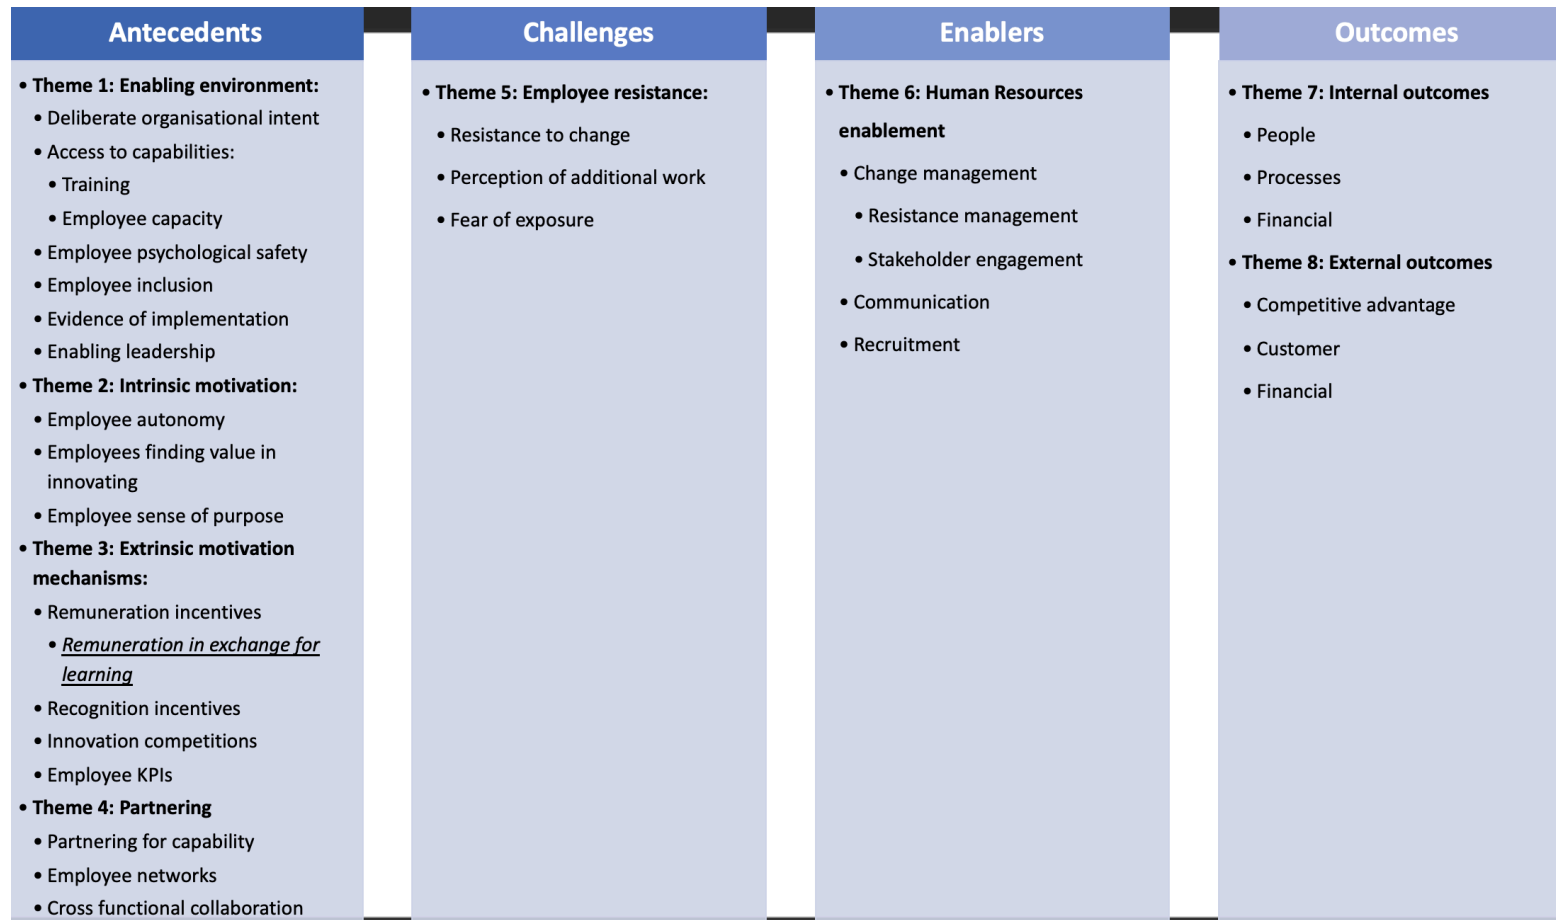 Antecedents
• Theme 1: Enabling environment:
• Deliberate organisational intent
• Access to capabilities:
• Training
• Employee capacity
• Employee psychological safety
• Employee inclusion
• Evidence of implementation
• Enabling leadership
• Theme 2: Intrinsic motivation:
• Employee autonomy
• Employees finding value in
innovating
• Employee sense of purpose
• Theme 3: Extrinsic motivation
mechanisms:
• Remuneration incentives
• Remuneration in exchange for
learning
• Recognition incentives
• Innovation competitions
• Employee KPIs
• Theme 4: Partnering
• Partnering for capability
• Employee networks
• Cross functional collaboration
Challenges
• Theme 5: Employee resistance:
• Resistance to change
• Perception of additional work
• Fear of exposure
Enablers
• Theme 6: Human Resources
enablement
• Change management
• Resistance management
• Stakeholder engagement
• Communication
• Recruitment
Outcomes
• Theme 7: Internal outcomes
• People
• Processes
• Financial
• Theme 8: External outcomes
• Competitive advantage
• Customer
• Financial